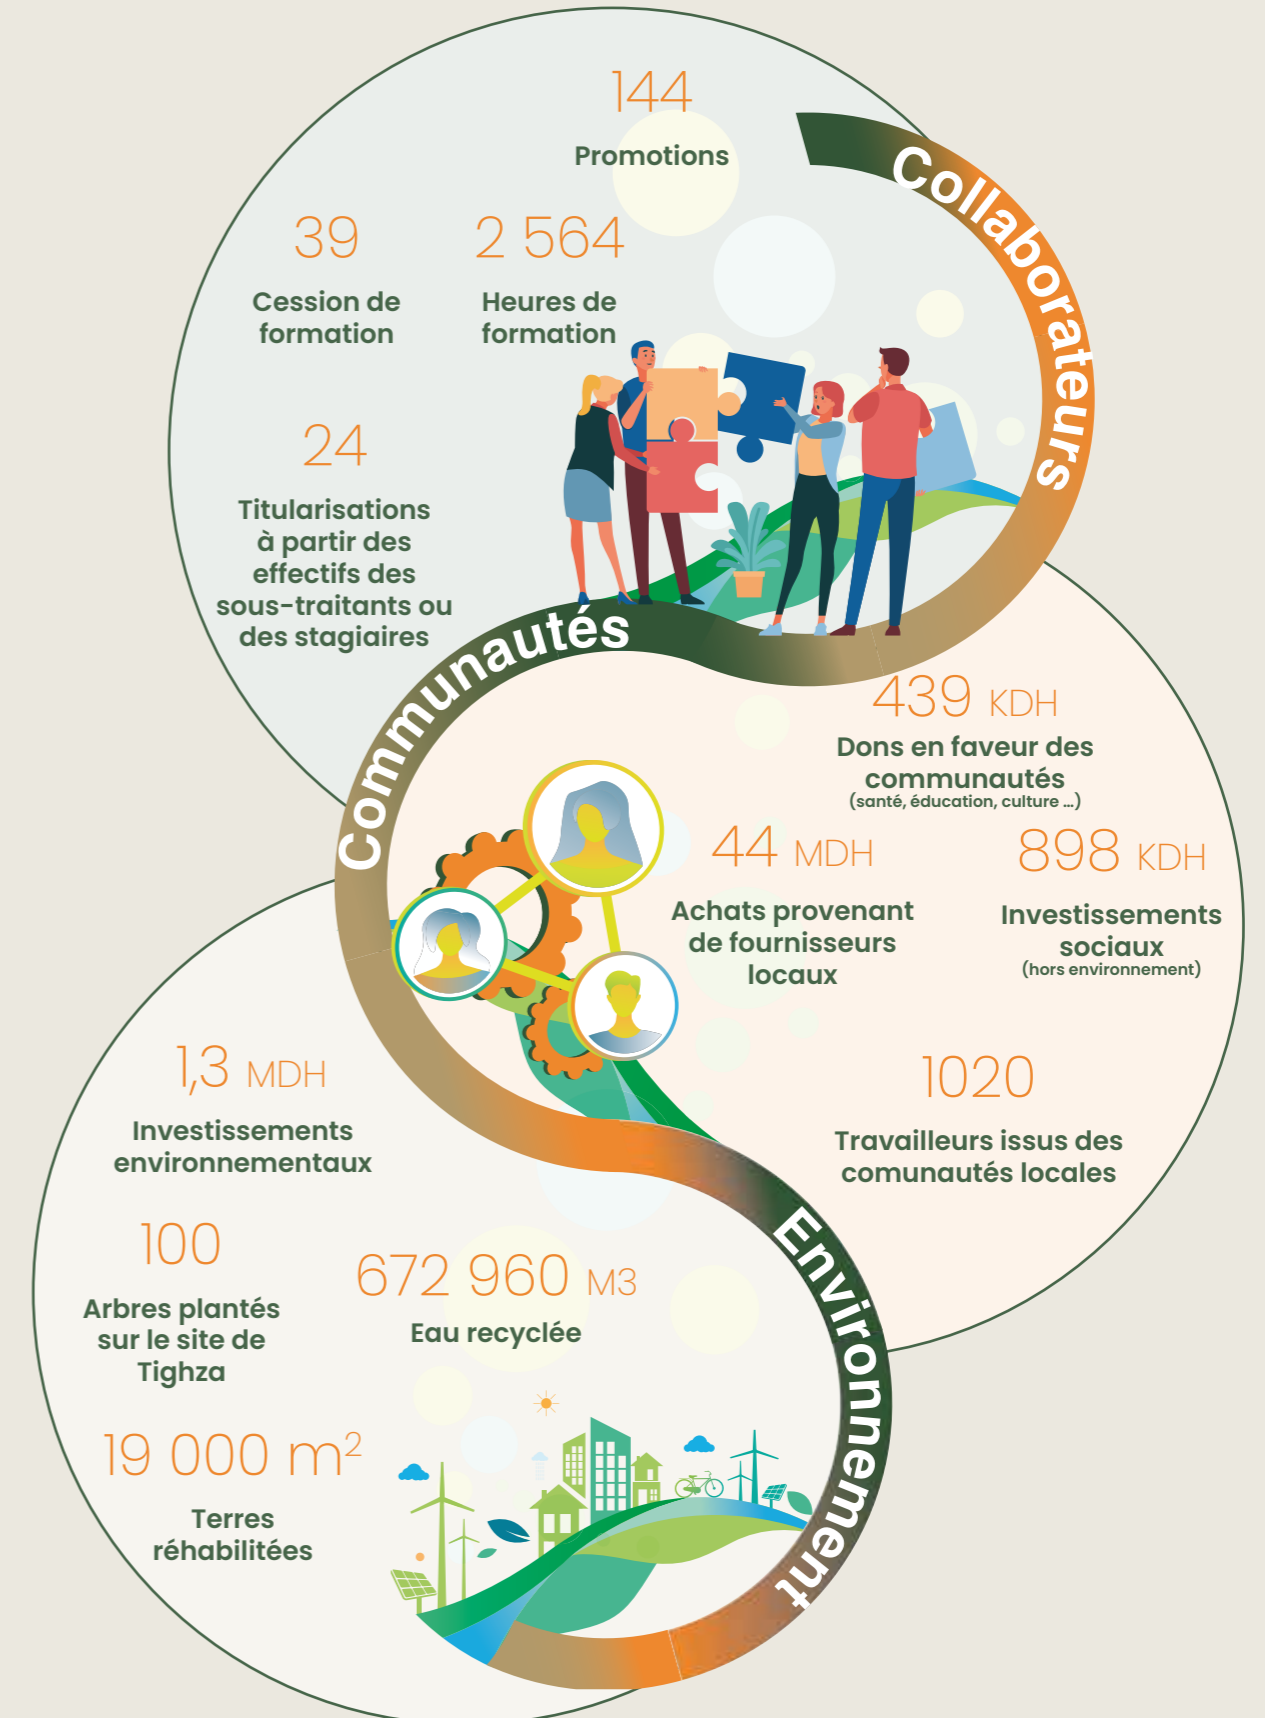 Collaborateurs
144
Promotions
39
Cession de
formation
2 564
Heures de
formation
24
Titularisations
à partir des
effectifs des
sous-traitants ou
des stagiaires
Communautés
439 KDH
Dons en faveur des
communautés
(santé, éducation, culture ...)
44 MDH
Achats provenant
de fournisseurs
locaux
898 KDH
Investissements
sociaux
(hors environnement)
1020
Travailleurs issus des
comunautés locales
Environnement
1,3 MDH
Investissements
environnementaux
100
Arbres plantés
sur le site de
Tighza
672 960 M3
Eau recyclée
19 000 m²
Terres
réhabilitées